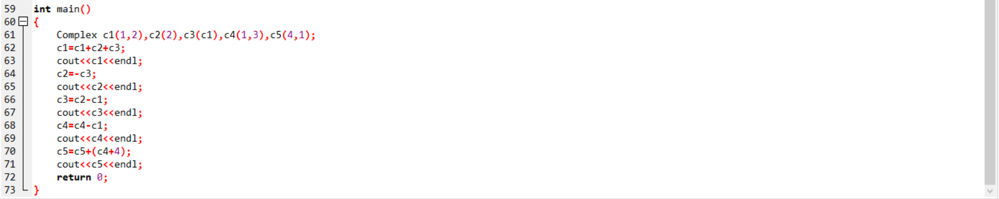 59 int main()
60 {
61 Complex c1(1,2),c2(2),c3(c1),c4(1,3),c5(4,1);
62 c1=c1+c2+c3;
63 cout<<c1<<endl;
64 c2=-c3;
65 cout<<c2<<endl;
66 c3=c2-c1;
67 cout<<c3<<endl;
68 c4=c4-c1;
69 cout<<c4<<endl;
70 c5=c5+(c4+4);
71 cout<<c5<<endl;
72 return 0;
73 }